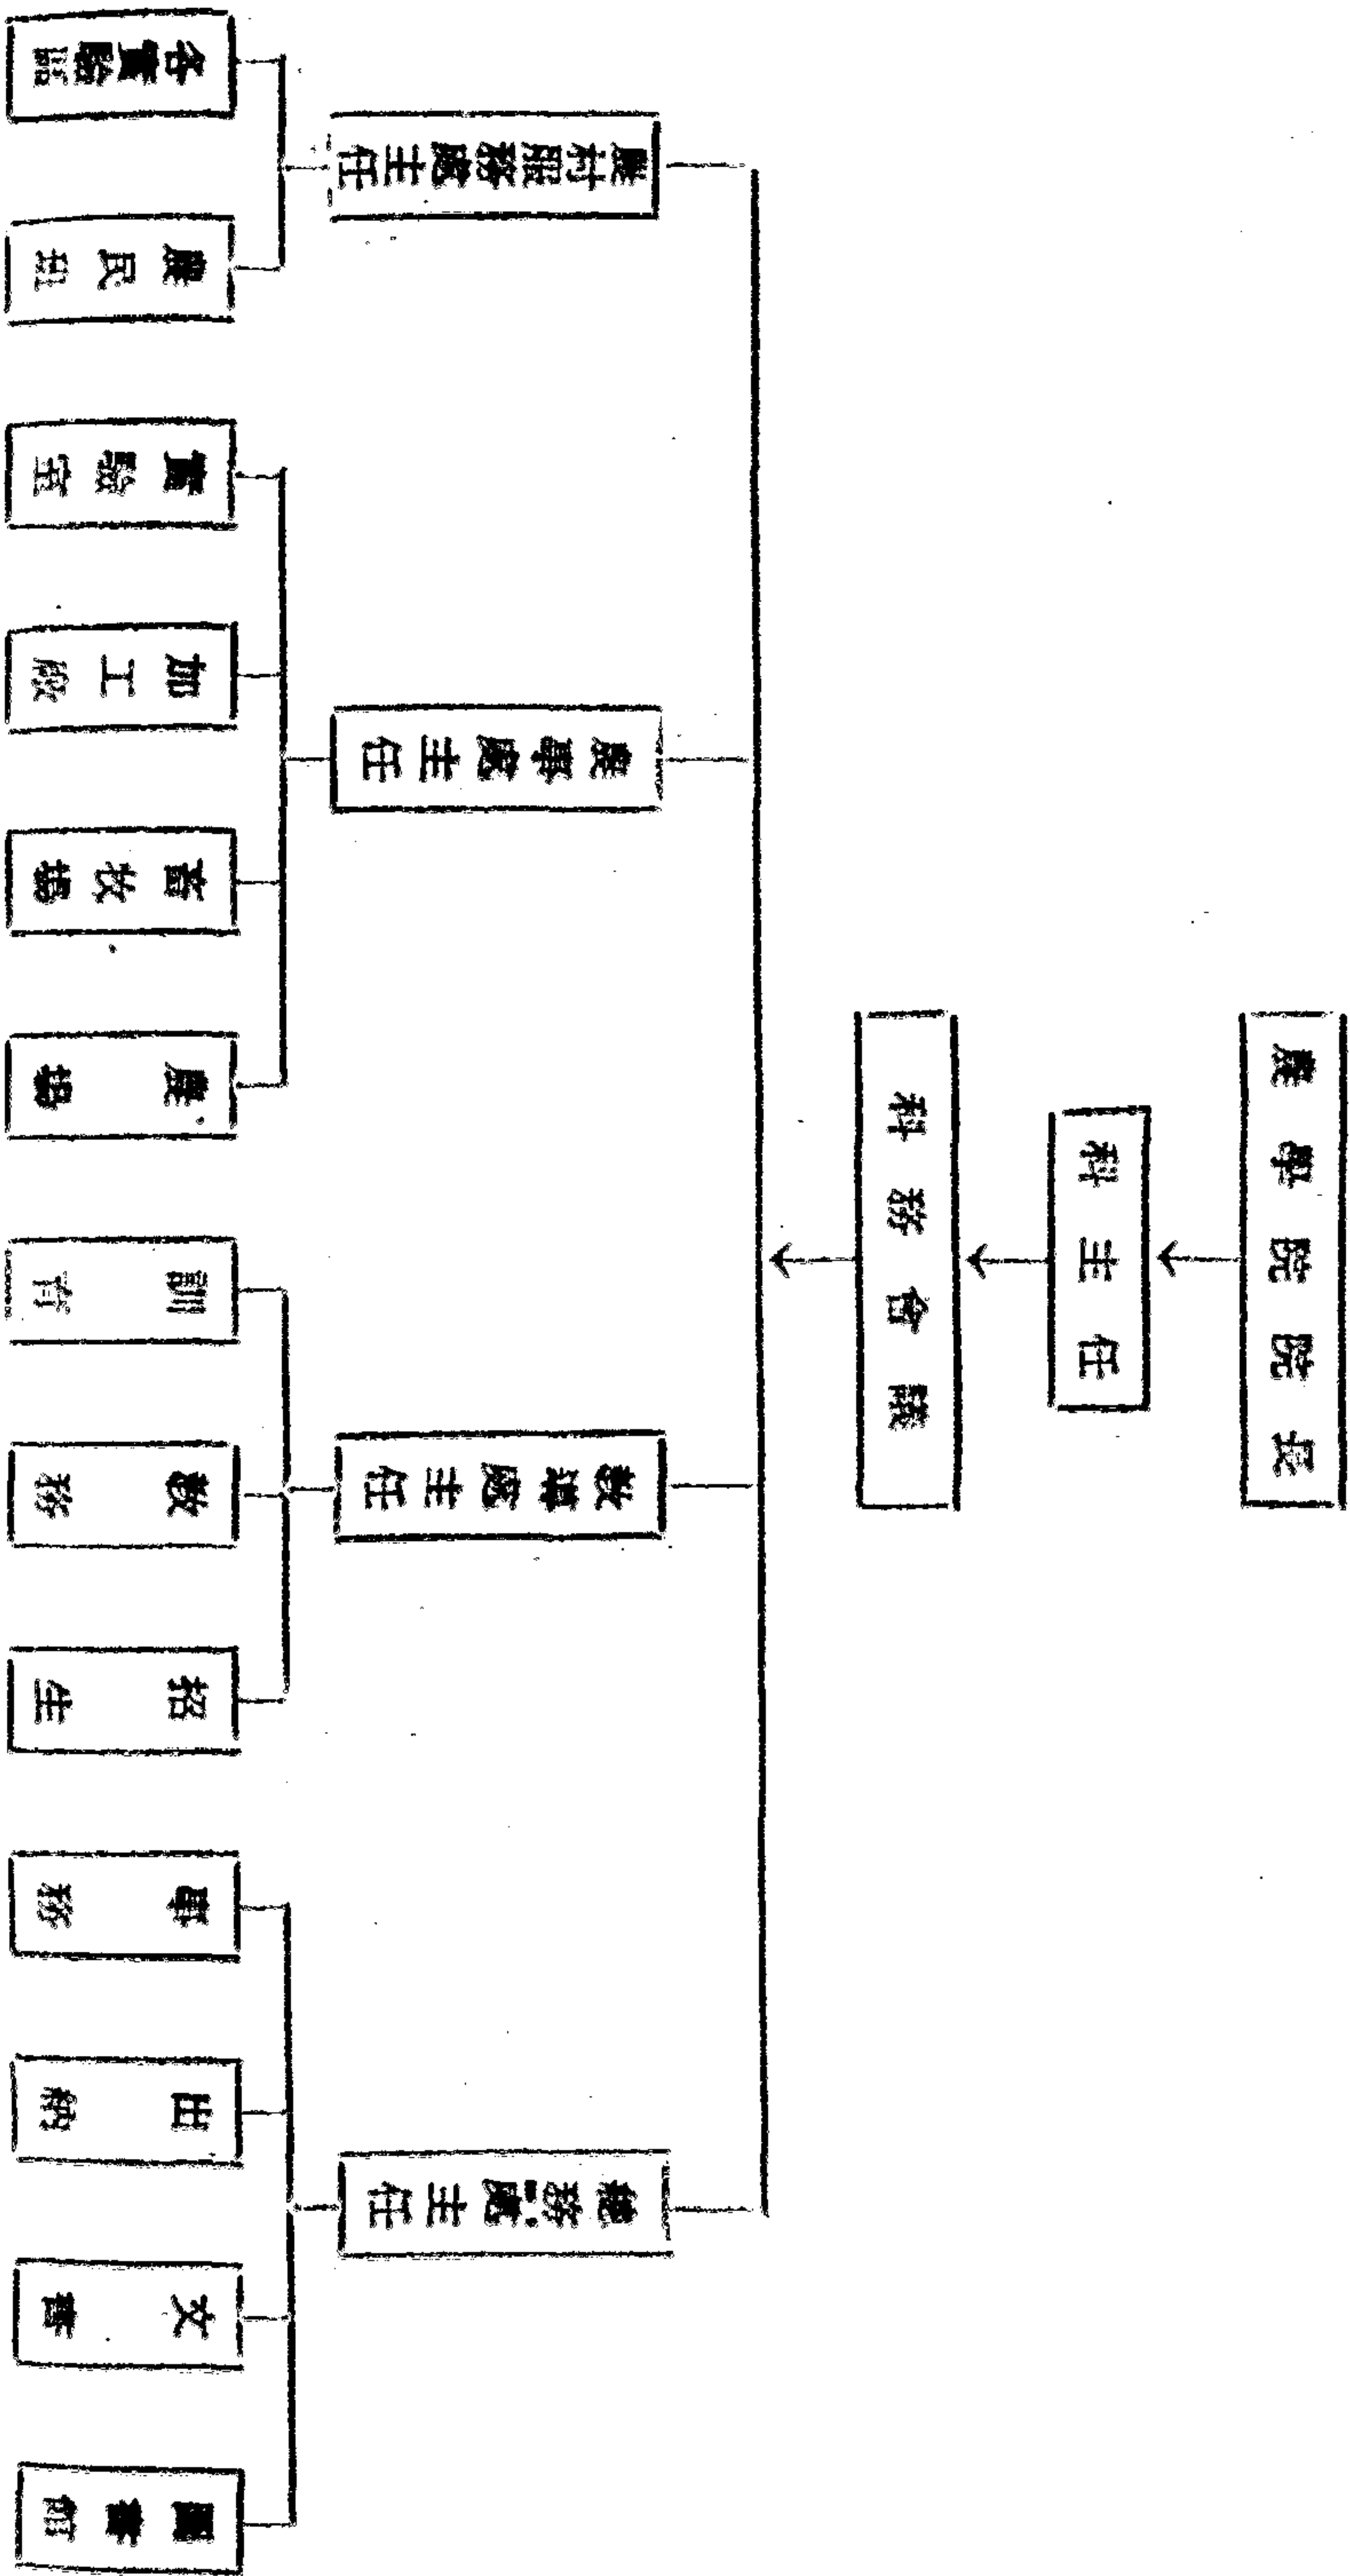 農學院院長
科主任
科務會議
農村服務處主任
農事處主任
教導處主任
總務處主任
各實驗區
農民班
實驗室
加工廠
畜牧場
農場
訓育
教務
招生
事務
出納
文書
圖書館